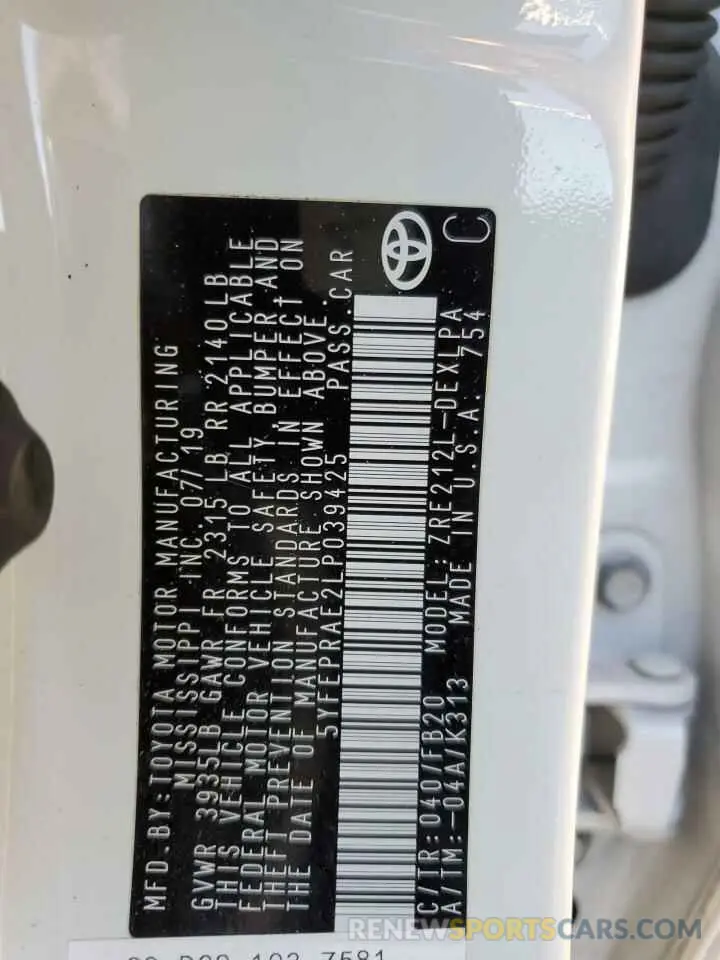 MFD.BY:TOYOTA MOTOR MANUFACTURING
MISSISSIPPI INC. 07/19
GVWR 3935LB GAWR FR 2315 LB RR 2140LB
THIS VEHICLE CONFORMS TO ALL APPLICABLE
FEDERAL MOTOR VEHICLE SAFETY, BUMPER AND
THEFT PREVENTION STANDARDS IN EFFECT ON
THE DATE OF MANUFACTURE SHOWN ABOVE.
5YFEPRAE2LP039425 PASS.CAR
C/TR:040/FB20 MODEL:ZRE212L-DEXLPA
A/TM:-04A/K313 MADE IN U.S.A. 754 C
RENEWSPORTSCARS.COM